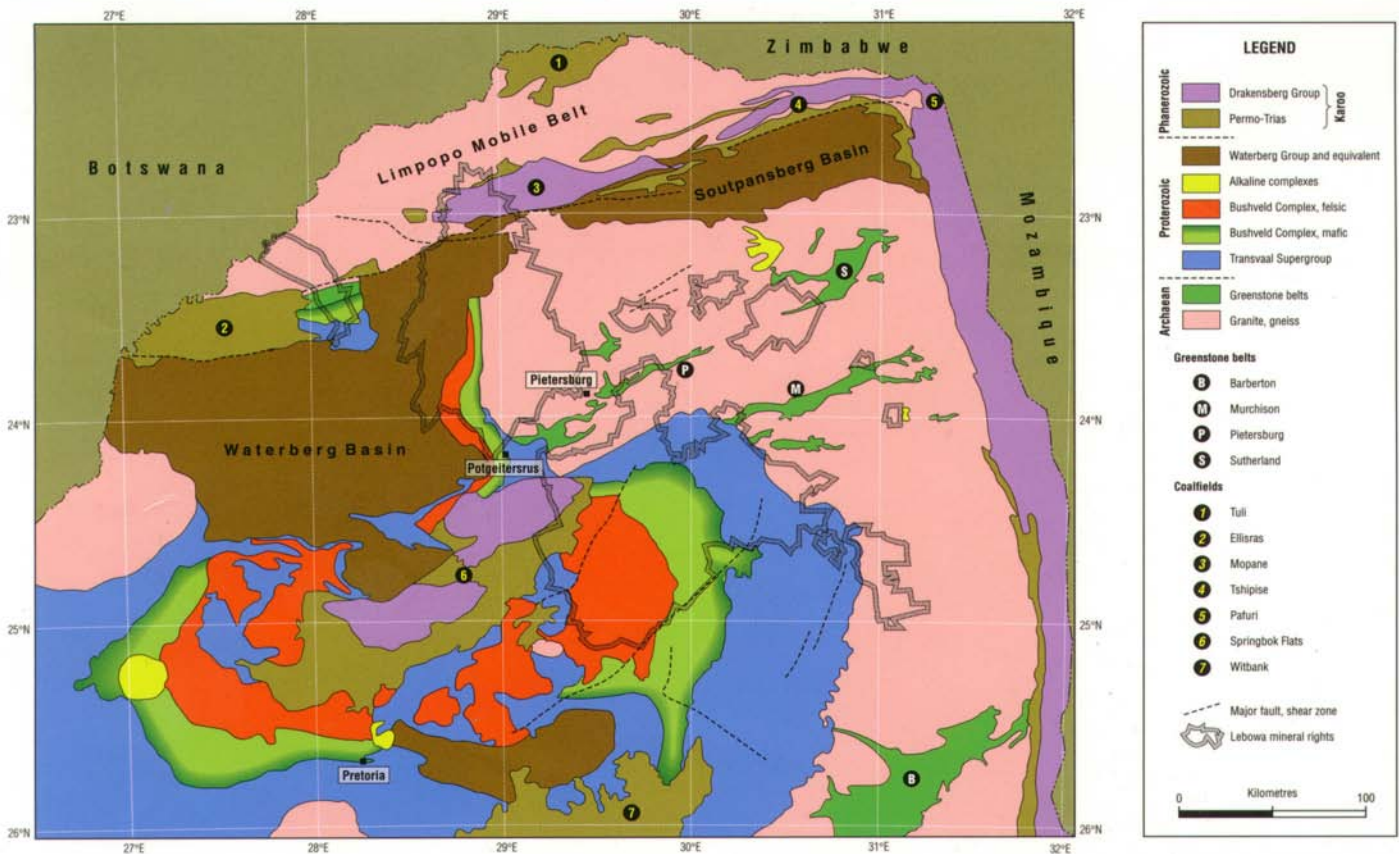 27°E 28°E 29°E 30°E 31°E 32°E
Zimbabwe
Botswana
Limpopo Mobile Belt
1
4
5
3
Soutpansberg Basin
Mozambique
23°N 23°N
S
2
P
Pietersburg
M
24°N 24°N
Waterberg Basin
Potgeitersrus
6
25°N 25°N
Pretoria
B
7
26°N 26°N
27°E 28°E 29°E 30°E 31°E 32°E
LEGEND
Phanerozoic
Drakensberg Group
Permo-Trias
Karoo
Proterozoic
Waterberg Group and equivalent
Alkaline complexes
Bushveld Complex, felsic
Bushveld Complex, mafic
Transvaal Supergroup
Archaean
Greenstone belts
Granite, gneiss
Greenstone belts
B Barberton
M Murchison
P Pietersburg
S Sutherland
Coalfields
1 Tuli
2 Ellisras
3 Mopane
4 Tshipise
5 Pafuri
6 Springbok Flats
7 Witbank
Major fault, shear zone
Lebowa mineral rights
Kilometres
0 100